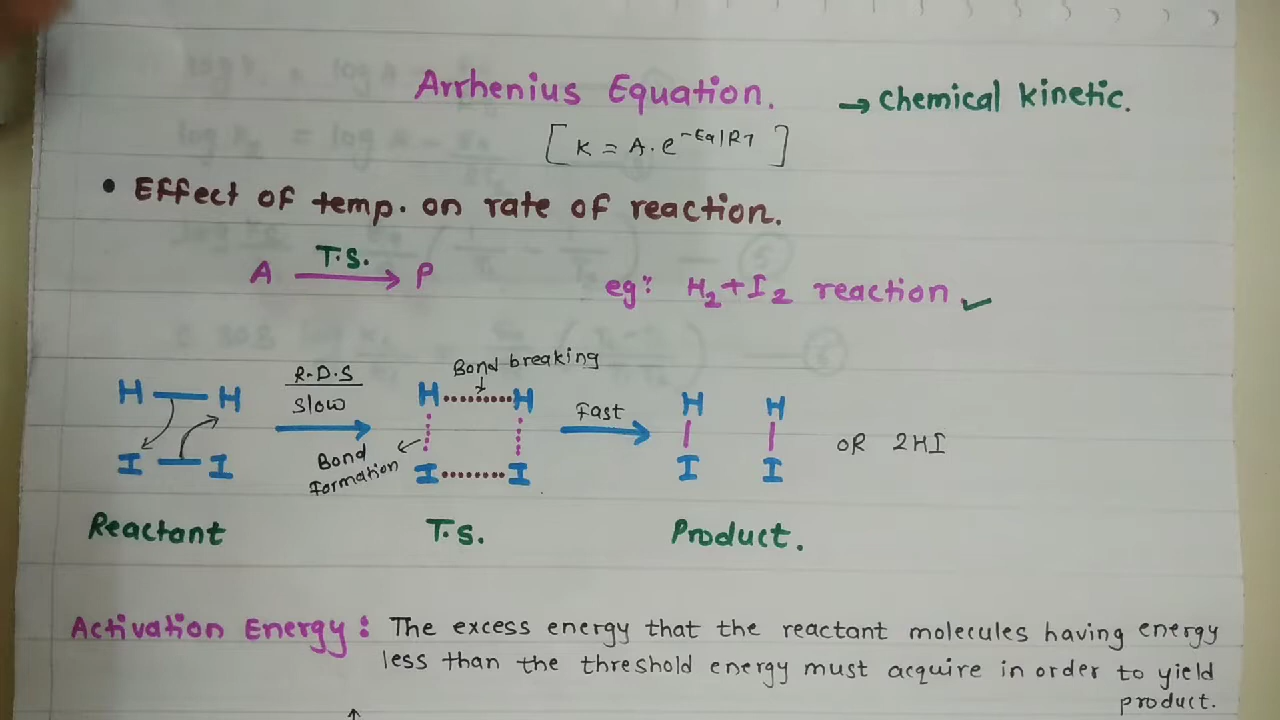 Arrhenius Equation. → Chemical kinetic.
[K = A.e^-Ea/RT]
• Effect of temp. on rate of reaction.
A T.S. → P
eg: H2+I2 reaction ✓
H — H
I — I
R.D.S
Slow
Bond formation
Bond breaking
H........H
I........I
Fast
H H
I I
OR 2HI
Reactant T.S. Product.
Activation Energy: The excess energy that the reactant molecules having energy
less than the threshold energy must acquire in order to yield
product.